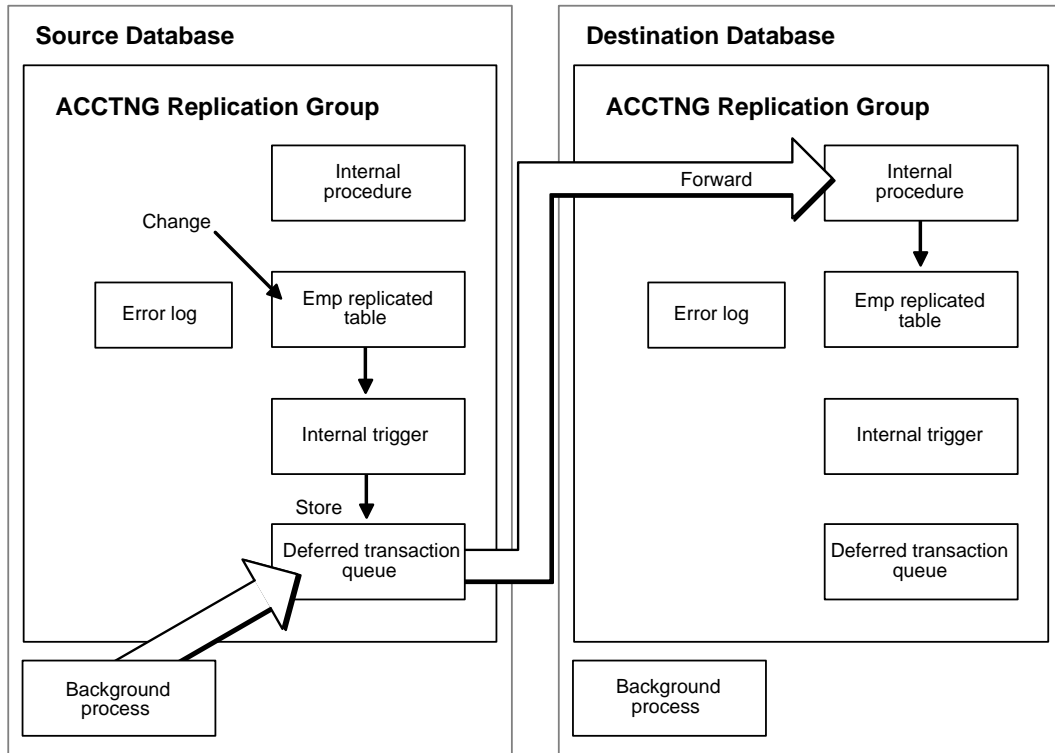 Source Database
ACCTNG Replication Group
Internal
procedure
Change
Error log
Emp replicated
table
Internal trigger
Store
Deferred transaction
queue
Background
process
Forward
Destination Database
ACCTNG Replication Group
Internal
procedure
Error log
Emp replicated
table
Internal trigger
Deferred transaction
queue
Background
process